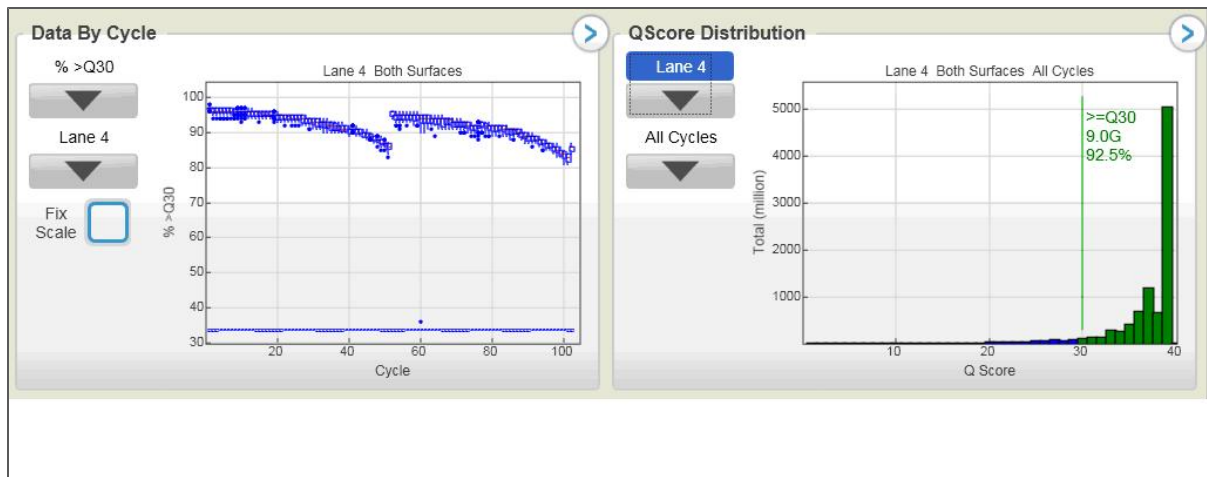 Data By Cycle
% >Q30
Lane 4
Fix
Scale
Lane 4 Both Surfaces
% >Q30
100
90
80
70
60
50
40
30
20
40
60
80
100
Cycle
QScore Distribution
Lane 4
All Cycles
Lane 4 Both Surfaces All Cycles
Total (million)
5000
4000
3000
2000
1000
>=Q30
9.0G
92.5%
10
20
30
40
Q Score